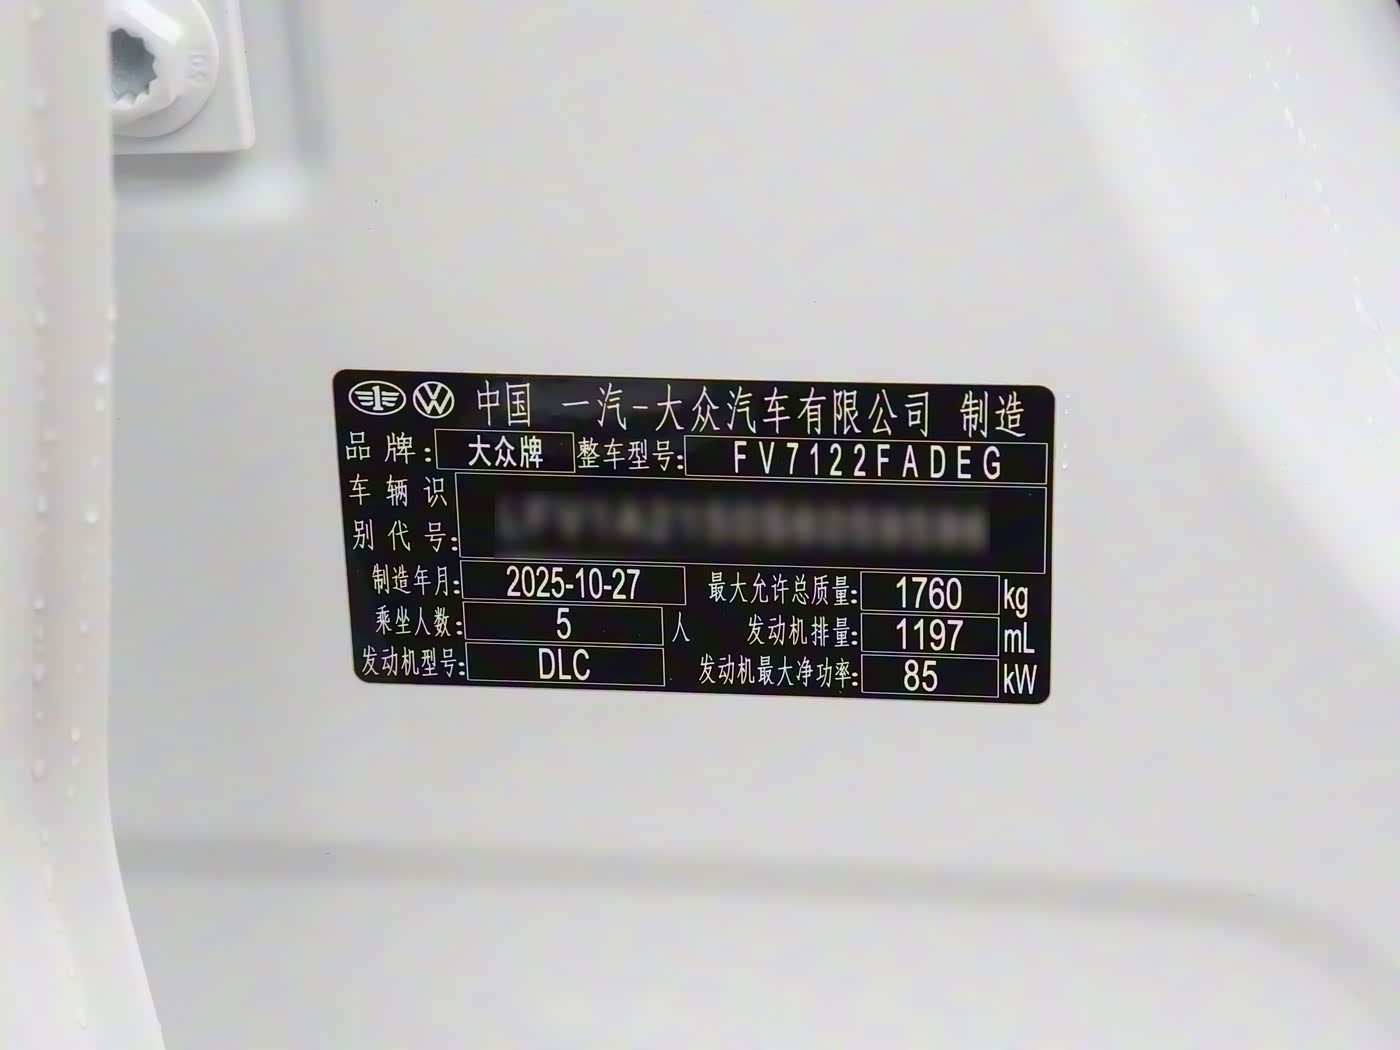 中国 一汽-大众汽车有限公司 制造
品牌: 大众牌 整车型号: FV7122FADEG
车辆识
别代号:
制造年月: 2025-10-27 最大允许总质量: 1760 kg
乘坐人数: 5 人 发动机排量: 1197 mL
发动机型号: DLC 发动机最大净功率: 85 kW